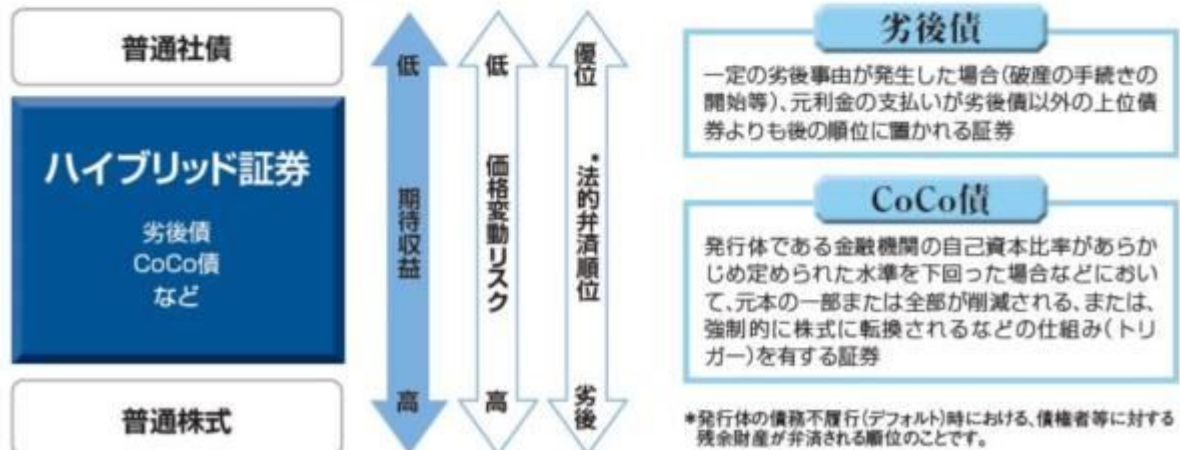 普通社債
ハイブリッド証券
劣後債
CoCo債
など
普通株式
低
期待収益
高
低
価格変動リスク
高
優位
*法的弁済順位
劣後
劣後債
一定の劣後事由が発生した場合(破産の手続きの
開始等)、元利金の支払いが劣後債以外の上位債
券よりも後の順位に置かれる証券
CoCo債
発行体である金融機関の自己資本比率があらか
じめ定められた水準を下回った場合などにおい
て、元本の一部または全部が削減される、または、
強制的に株式に転換されるなどの仕組み(トリ
ガー)を有する証券
*発行体の債務不履行(デフォルト)時における、債権者等に対する
残余財産が弁済される順位のことです。